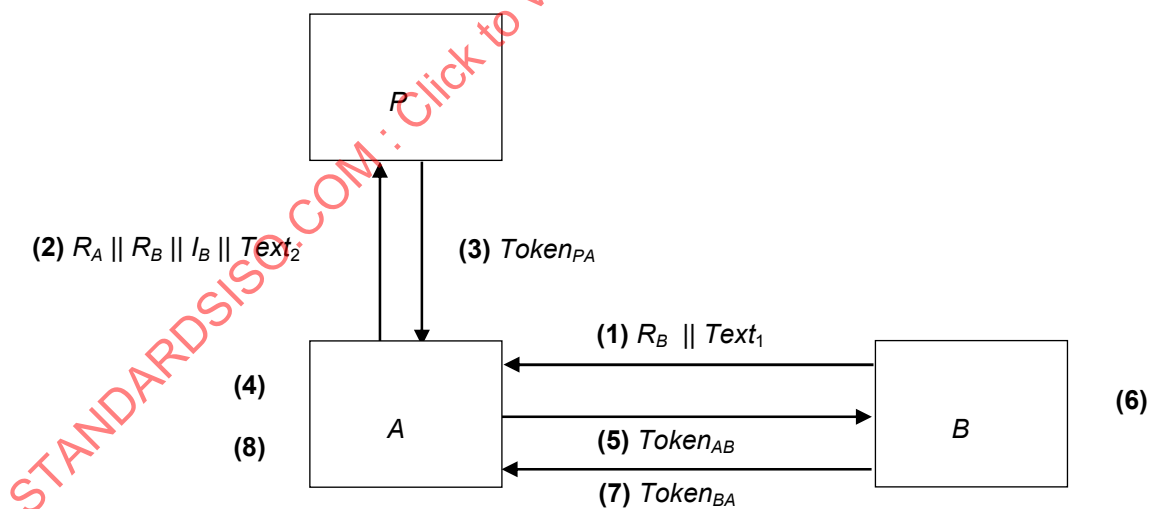 STANDARDSISO.COM : Click to v
P
(2) R_A || R_B || I_B || Text_2
(3) Token_PA
(1) R_B || Text_1
(4)
(6)
A
B
(5) Token_AB
(8)
(7) Token_BA